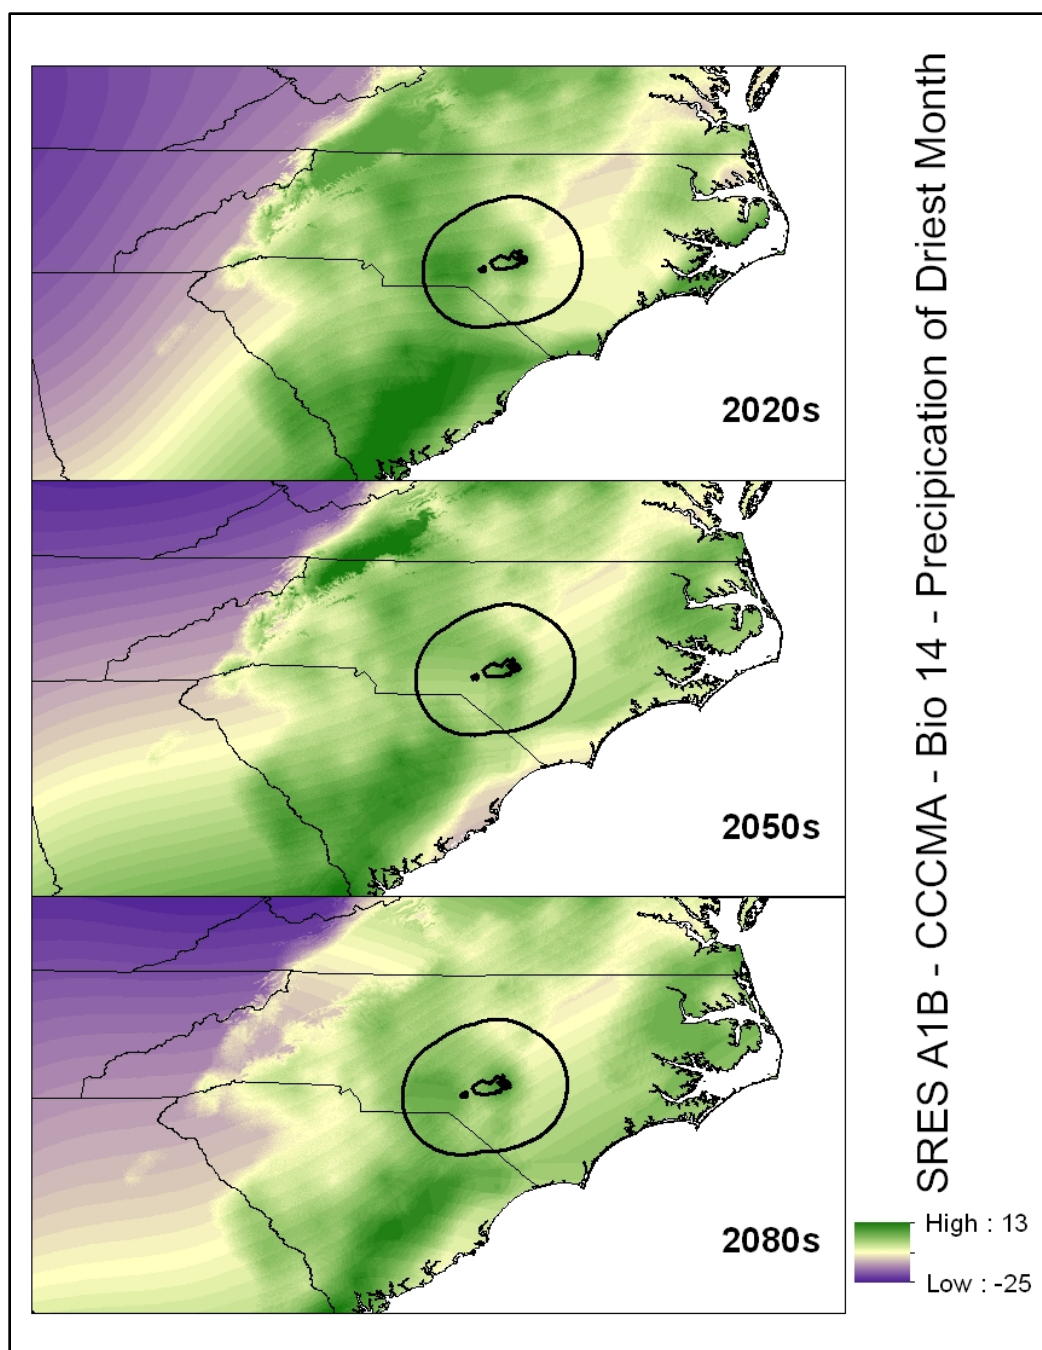 2020s
2050s
2080s
SRES A1B - CCCMA - Bio 14 - Precipication of Driest Month
High : 13
Low : -25